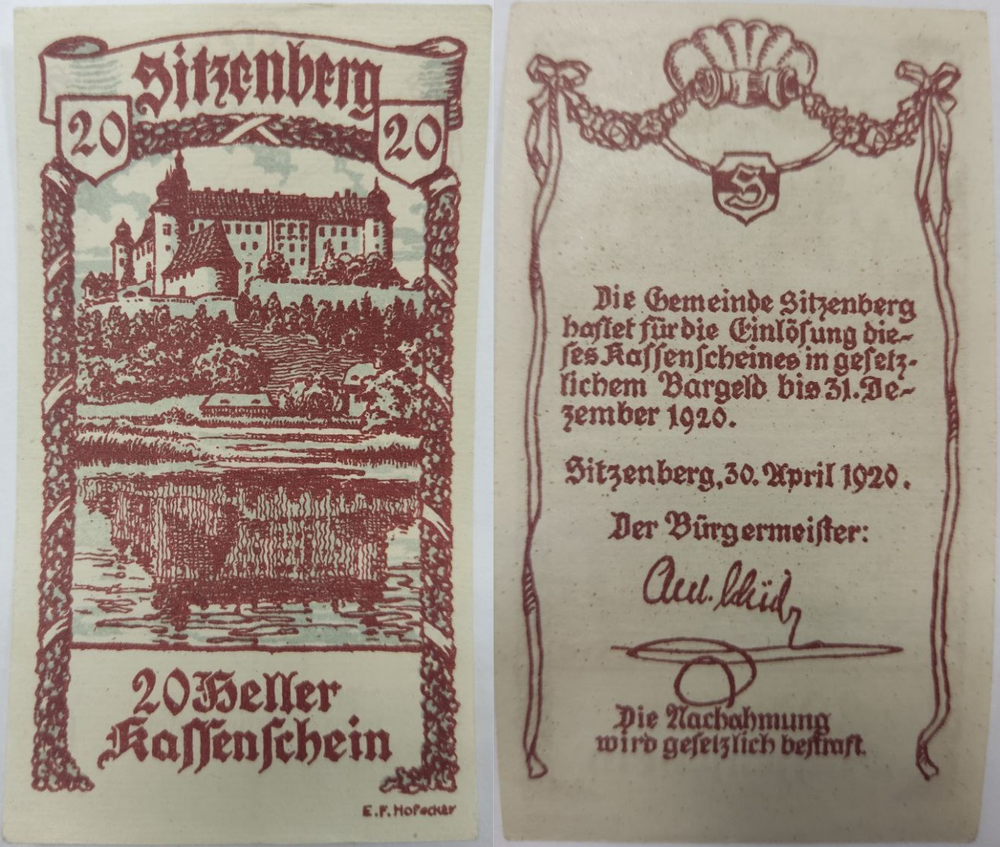 Sitzenberg
20 20
20 Heller
Kassenschein
E.F. Hofecker
S
Die Gemeinde Sitzenberg
haftet für die Einlösung die-
ses Kassenscheines in gesetz-
lichem Bargeld bis 31. De-
zember 1920.
Sitzenberg, 30. April 1920.
Der Bürgermeister:
Die Nachahmung
wird gesetzlich bestraft.